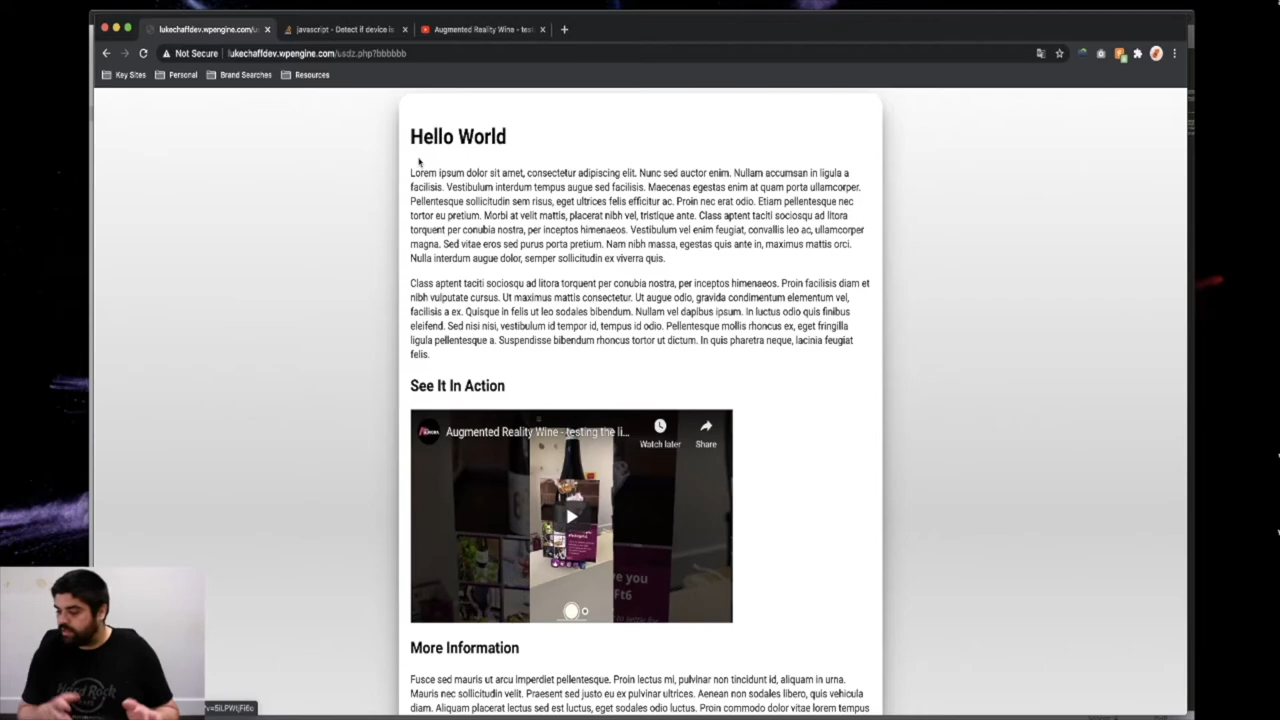 lukechaffdev.wpengine.com/us
javascript - Detect if device is
Augmented Reality Wine - tes
Not Secure
lukechaffdev.wpengine.com/usdz.php?bbbbbb
Key Sites
Personal
Brand Searches
Resources
Hello World
Lorem ipsum dolor sit amet, consectetur adipiscing elit. Nunc sed auctor enim. Nullam accumsan in ligula a
facilisis. Vestibulum interdum tempus augue sed facilisis. Maecenas egestas enim at quam porta ullamcorper.
Pellentesque sollicitudin sem risus, eget ultrices felis efficitur ac. Proin nec erat odio. Etiam pellentesque nec
tortor eu pretium. Morbi at velit mattis, placerat nibh vel, tristique ante. Class aptent taciti sociosqu ad litora
torquent per conubia nostra, per inceptos himenaeos. Vestibulum vel enim feugiat, convallis leo ac, ullamcorper
magna. Sed vitae eros sed purus porta pretium. Nam nibh massa, egestas quis ante in, maximus mattis orci.
Nulla interdum augue dolor, semper sollicitudin ex viverra quis.
Class aptent taciti sociosqu ad litora torquent per conubia nostra, per inceptos himenaeos. Proin facilisis diam et
nibh vulputate cursus. Ut maximus mattis consectetur. Ut augue odio, gravida condimentum elementum vel,
facilisis a ex. Quisque in felis ut leo sodales bibendum. Nullam vel dapibus ipsum. In luctus odio quis finibus
eleifend. Sed nisi nisi, vestibulum id tempor id, tempus id odio. Pellentesque mollis rhoncus ex, eget fringilla
ligula pellentesque a. Suspendisse bibendum rhoncus tortor ut dictum. In quis pharetra neque, lacinia feugiat
felis.
See It In Action
Augmented Reality Wine - testing the li...
Watch later
Share
ve you
Ft6
More Information
Fusce sed mauris ut arcu imperdiet pellentesque. Proin lectus mi, pulvinar non tincidunt id, aliquam in urna.
Mauris nec sollicitudin velit. Praesent sed justo eu ex pulvinar ultrices. Aenean non sodales libero, quis vehicula
diam. Aliquam placerat lectus sed lectus, eget sodales odio luctus. Proin commodo dolor vitae lorem tempus
Hard Rock